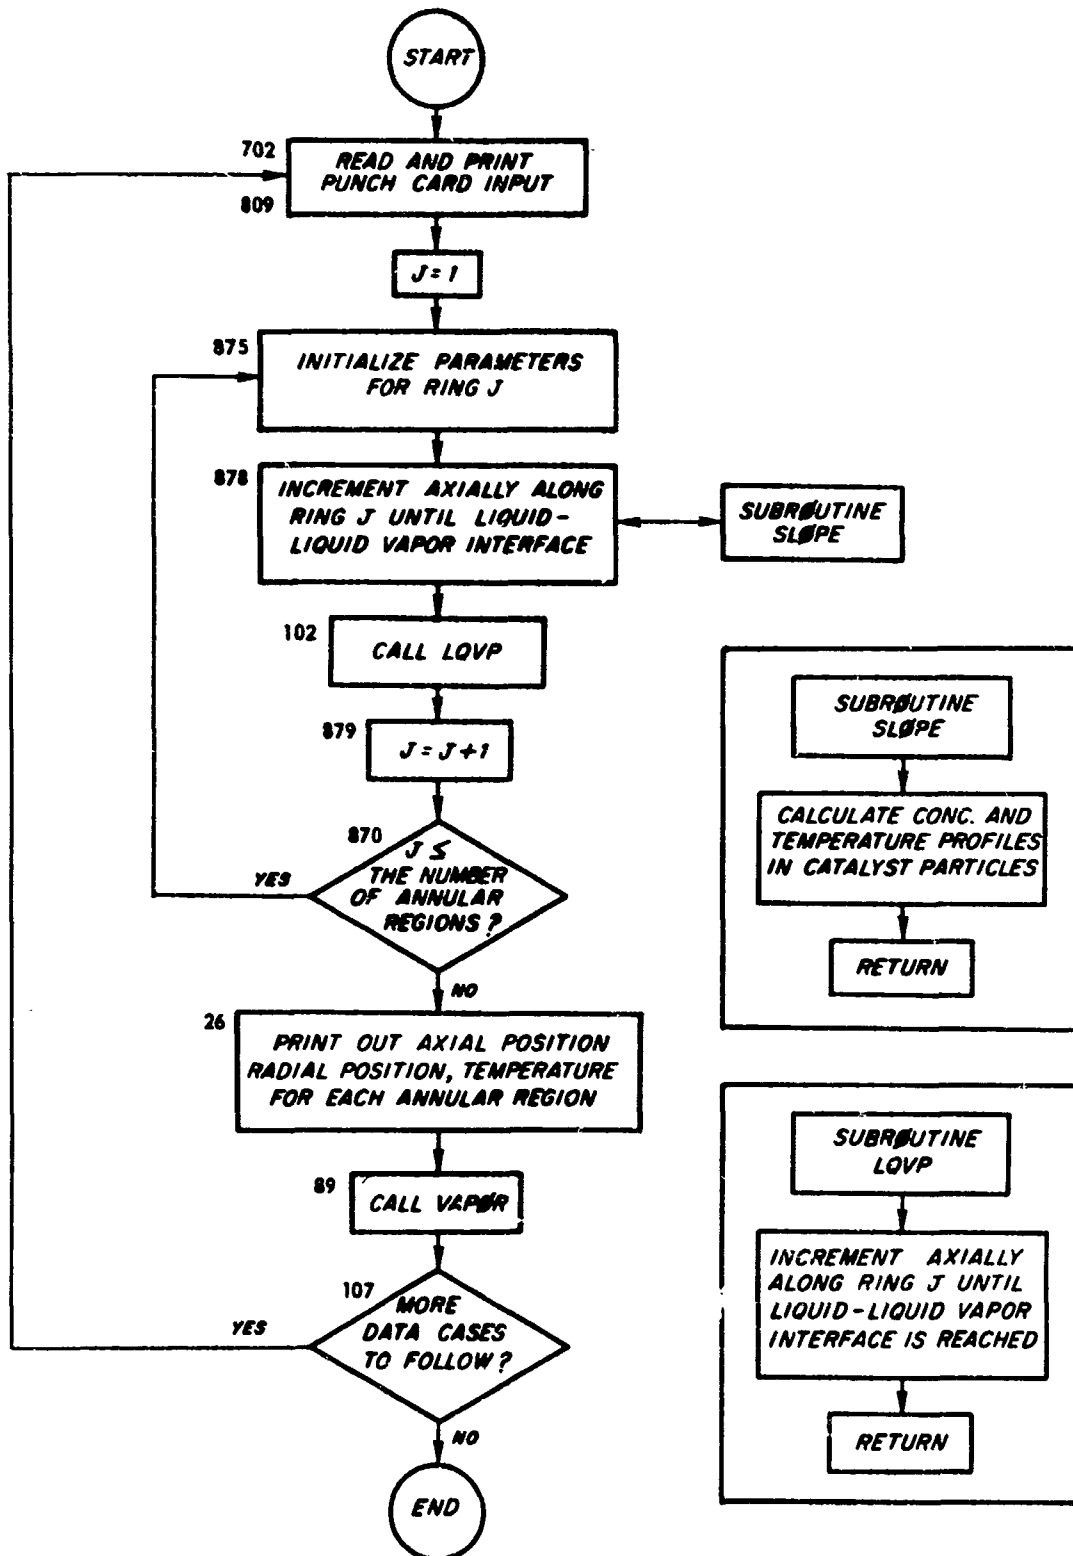 START
702
READ AND PRINT
PUNCH CARD INPUT
809
J = 1
875
INITIALIZE PARAMETERS
FOR RING J
878
INCREMENT AXIALLY ALONG
RING J UNTIL LIQUID-
LIQUID VAPOR INTERFACE
SUBRØUTINE
SLØPE
102
CALL LQVP
879
J = J + 1
870
J ≤
THE NUMBER
OF ANNULAR
REGIONS ?
YES
NO
26
PRINT OUT AXIAL POSITION
RADIAL POSITION, TEMPERATURE
FOR EACH ANNULAR REGION
89
CALL VAPØR
107
MORE
DATA CASES
TO FOLLOW ?
YES
NO
END
SUBRØUTINE
SLØPE
CALCULATE CONC. AND
TEMPERATURE PROFILES
IN CATALYST PARTICLES
RETURN
SUBRØUTINE
LQVP
INCREMENT AXIALLY
ALONG RING J UNTIL
LIQUID-LIQUID VAPOR
INTERFACE IS REACHED
RETURN